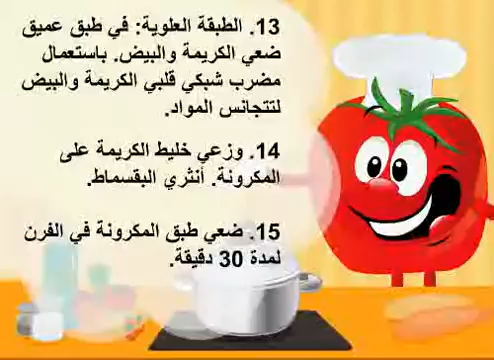 13. الطبقة العلوية: في طبق عميق
ضعي الكريمة والبيض. باستعمال
مضرب شبكي قلبي الكريمة والبيض
لتتجانس المواد.
14. وزعي خليط الكريمة على
المكرونة. أنثري البقسماط.
15. ضعي طبق المكرونة في الفرن
لمدة 30 دقيقة.